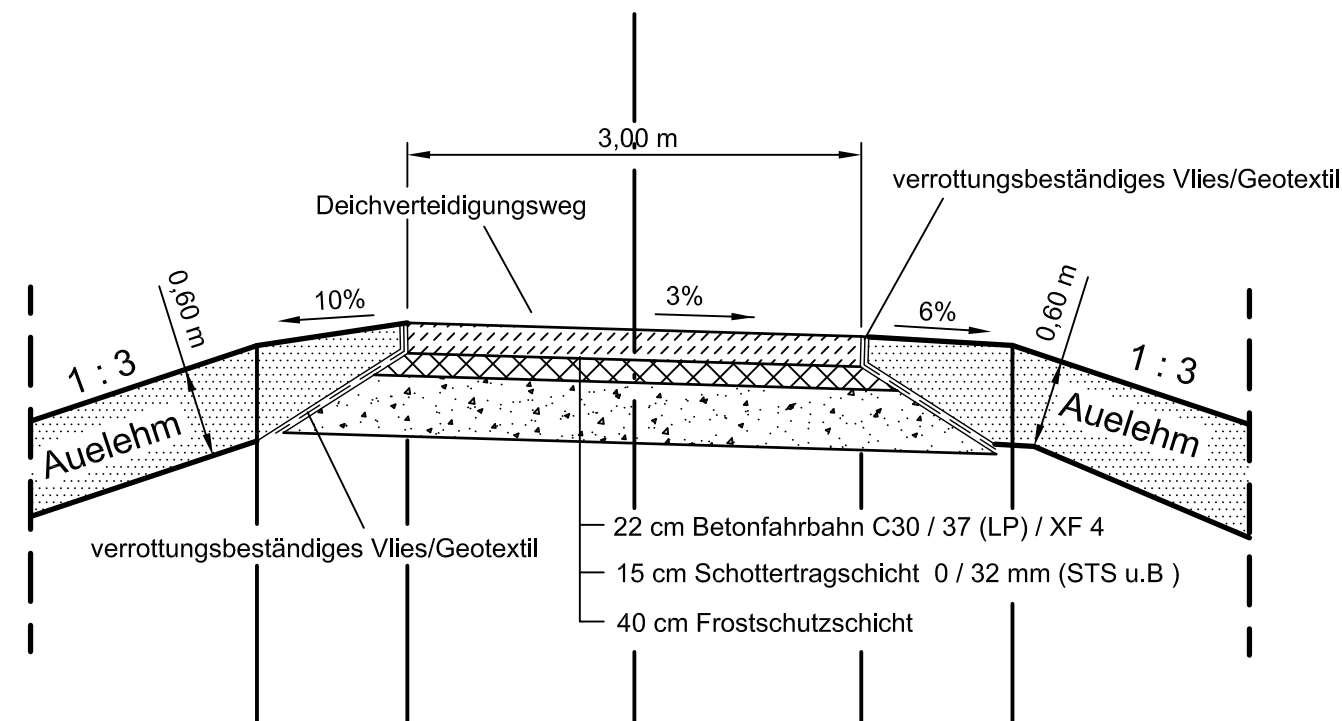 3,00 m
verrottungsbeständiges Vlies/Geotextil
Deichverteidigungsweg
0,60 m
10%
3%
6%
0,60 m
1 : 3
1 : 3
Auelehm
Auelehm
22 cm Betonfahrbahn C30 / 37 (LP) / XF 4
verrottungsbeständiges Vlies/Geotextil
15 cm Schottertragschicht 0 / 32 mm (STS u.B )
40 cm Frostschutzschicht